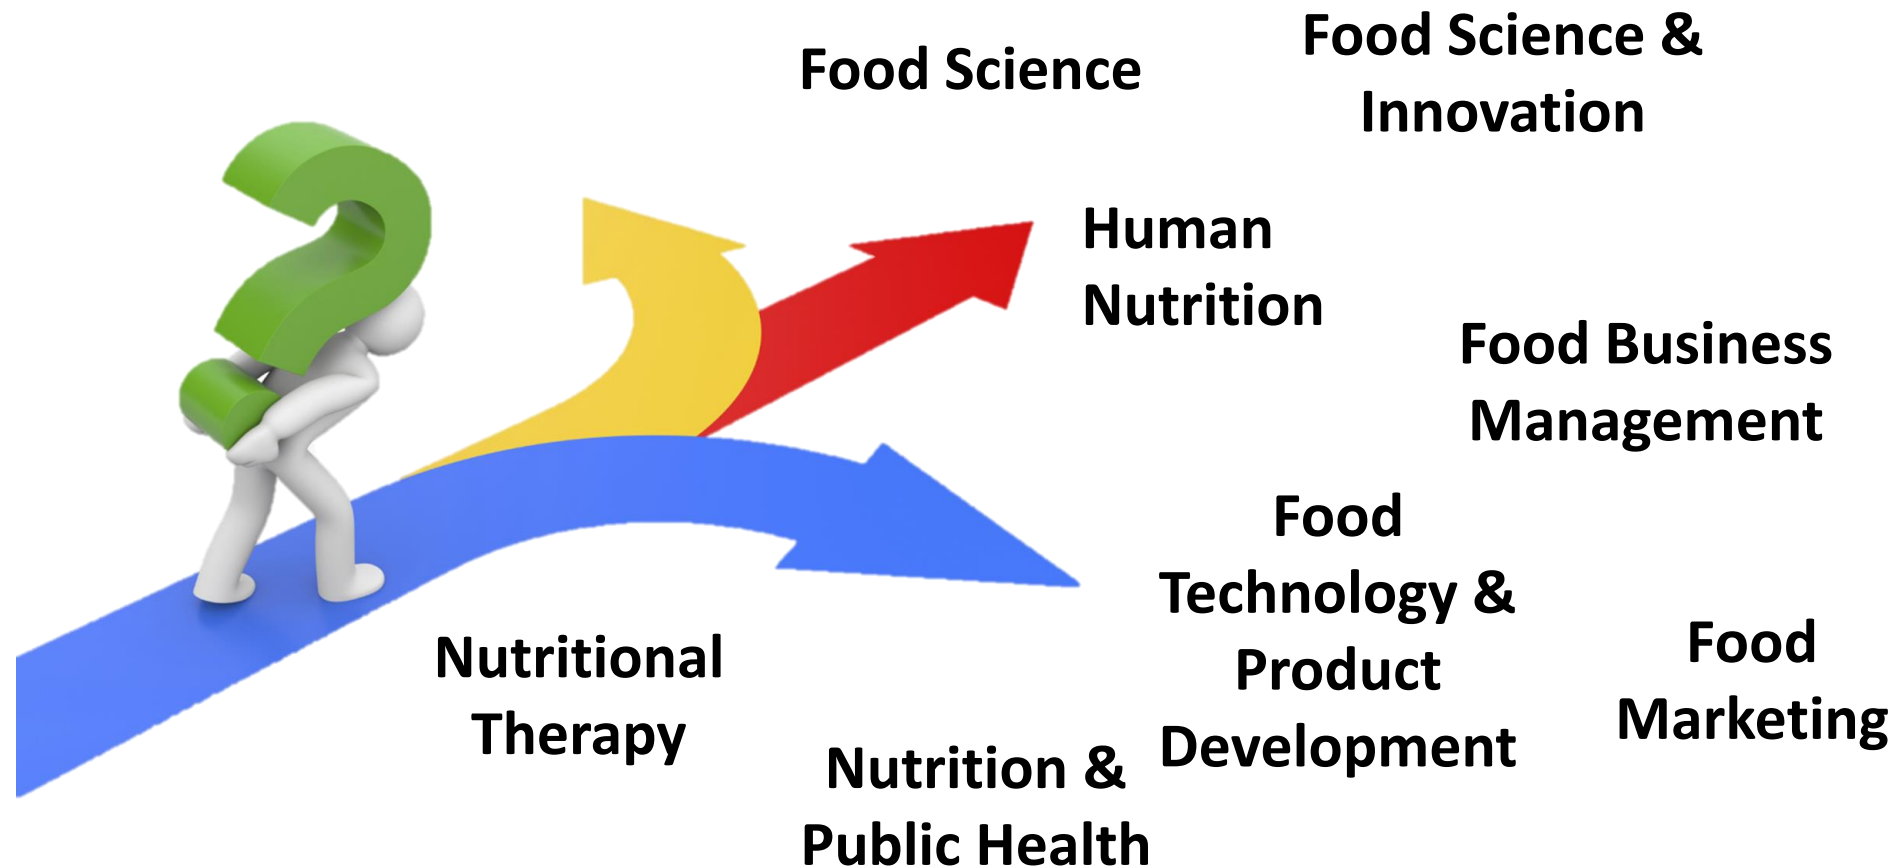 Food Science
Food Science &
Innovation
Human
Nutrition
Food Business
Management
Food
Technology &
Product
Development
Food
Marketing
Nutritional
Therapy
Nutrition &
Public Health